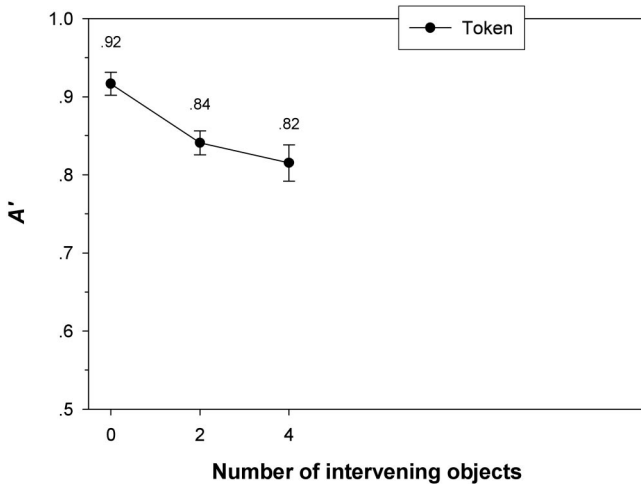 1.0
Token
.92
.9
.84
.82
.8
A'
.7
.6
.5
0 2 4
Number of intervening objects